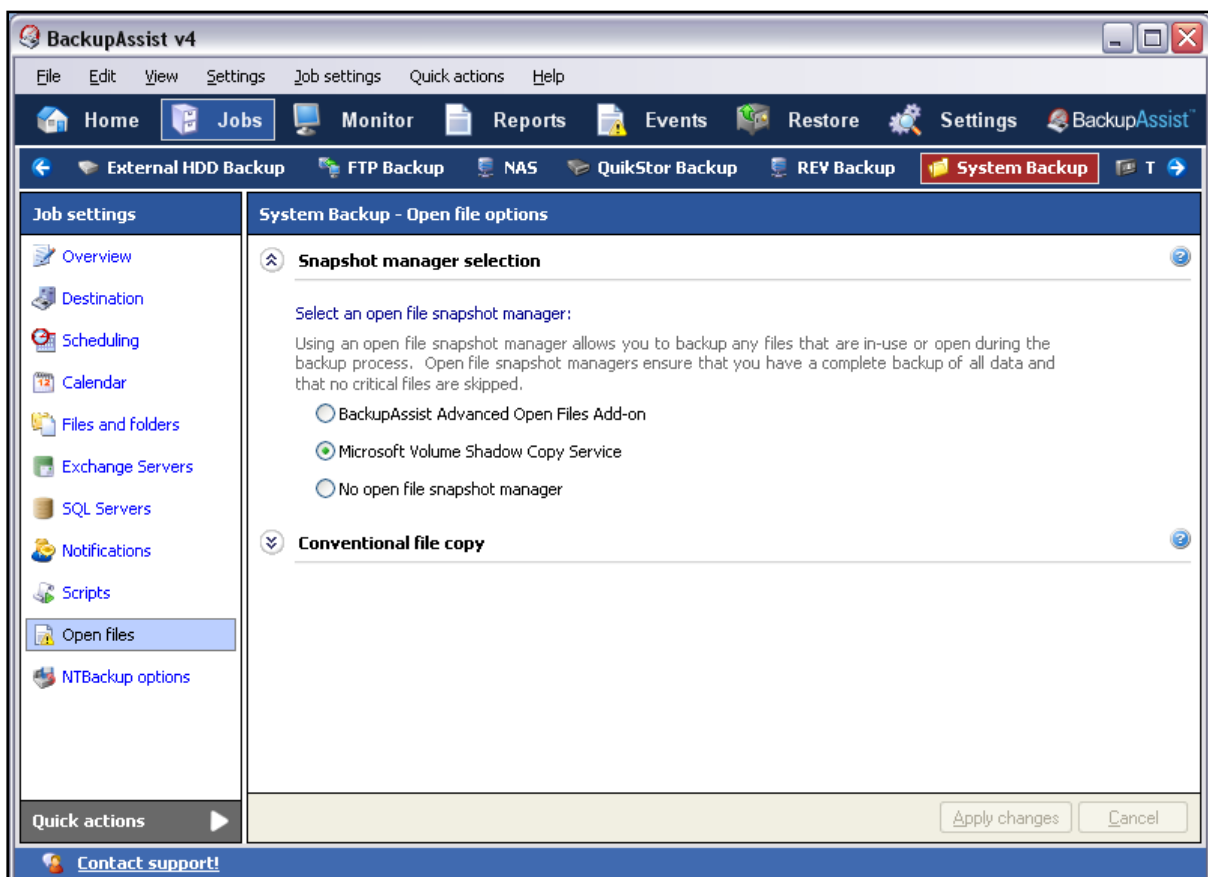 BackupAssist v4
File Edit View Settings Job settings Quick actions Help
Home Jobs Monitor Reports Events Restore Settings BackupAssist™
External HDD Backup FTP Backup NAS QuikStor Backup REV Backup System Backup T
Job settings
System Backup - Open file options
Overview
Destination
Scheduling
Calendar
12
Files and folders
Exchange Servers
SQL Servers
Notifications
Scripts
Open files
NTBackup options
Snapshot manager selection
Select an open file snapshot manager:
Using an open file snapshot manager allows you to backup any files that are in-use or open during the
backup process. Open file snapshot managers ensure that you have a complete backup of all data and
that no critical files are skipped.
BackupAssist Advanced Open Files Add-on
Microsoft Volume Shadow Copy Service
No open file snapshot manager
Conventional file copy
Quick actions
Apply changes Cancel
Contact support!